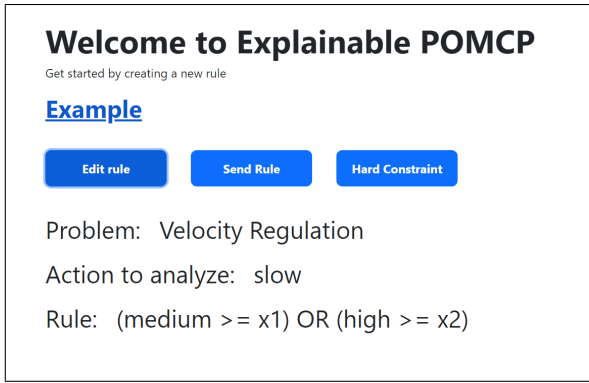 Welcome to Explainable POMCP
Get started by creating a new rule
Example
Edit rule Send Rule Hard Constraint
Problem: Velocity Regulation
Action to analyze: slow
Rule: (medium >= x1) OR (high >= x2)